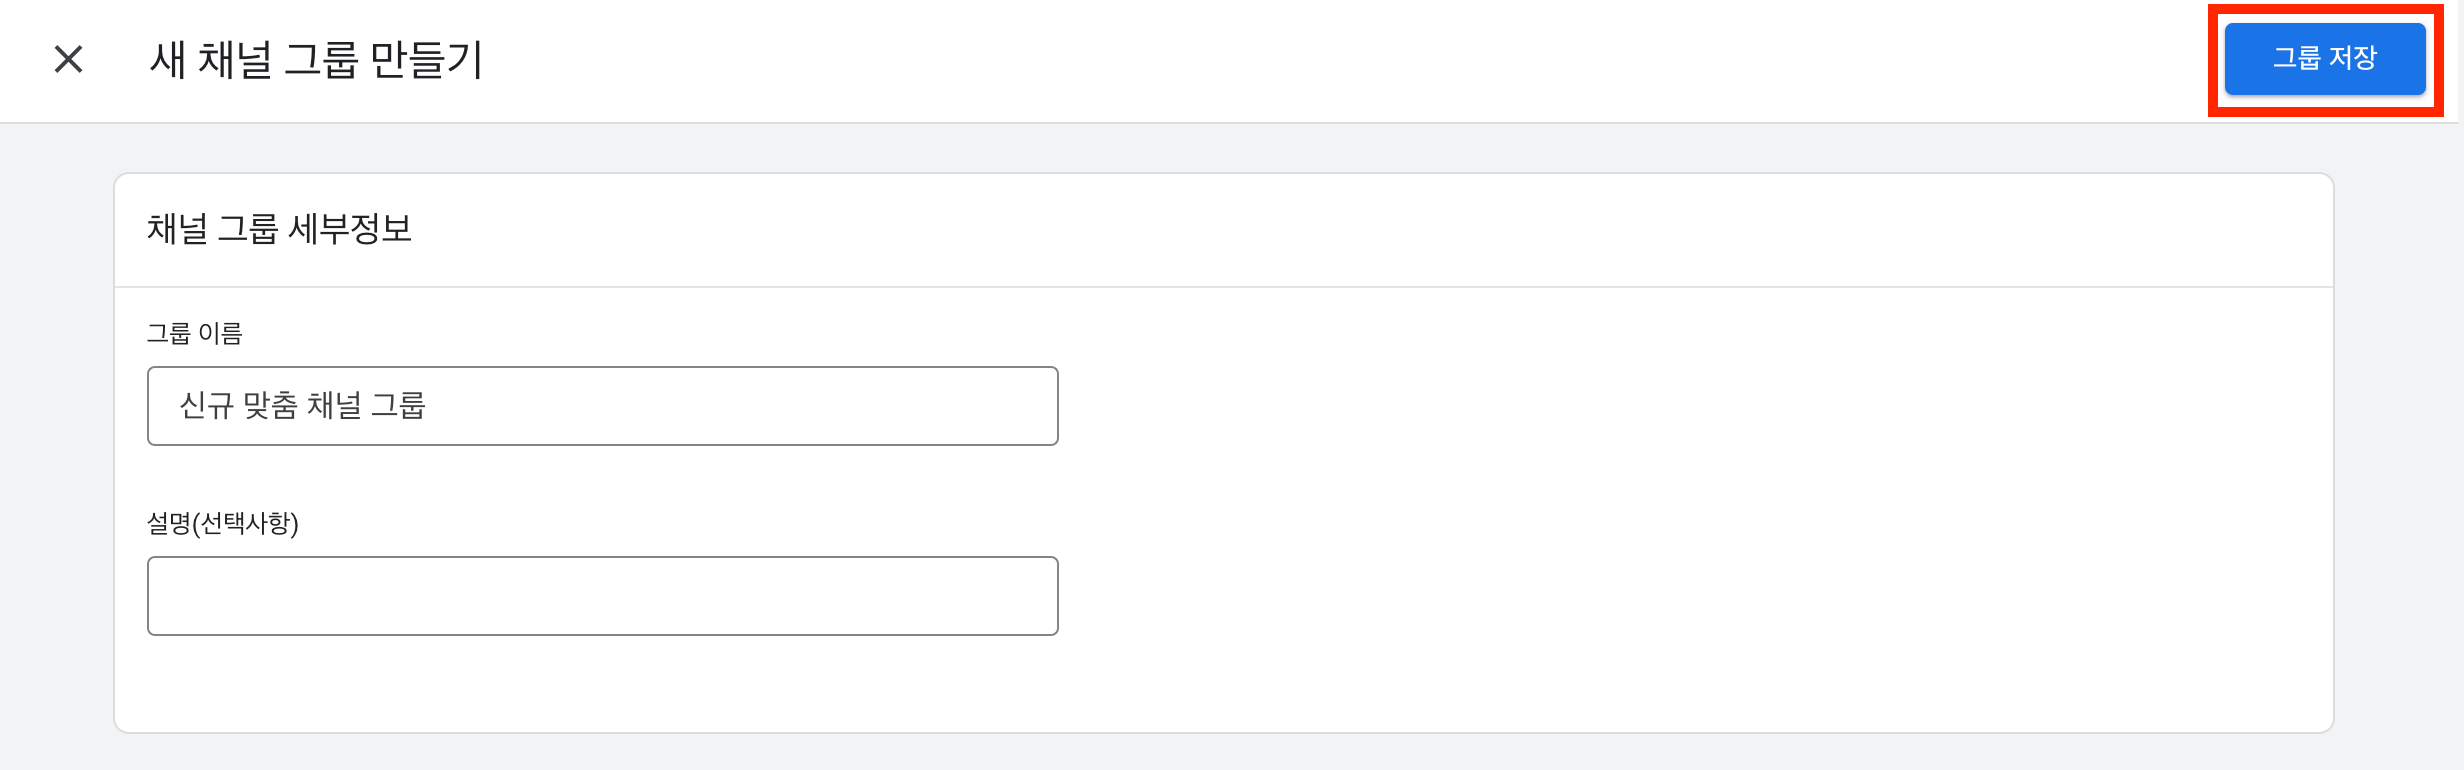 새 채널 그룹 만들기
그룹 저장
채널 그룹 세부정보
그룹 이름
신규 맞춤 채널 그룹
설명(선택사항)